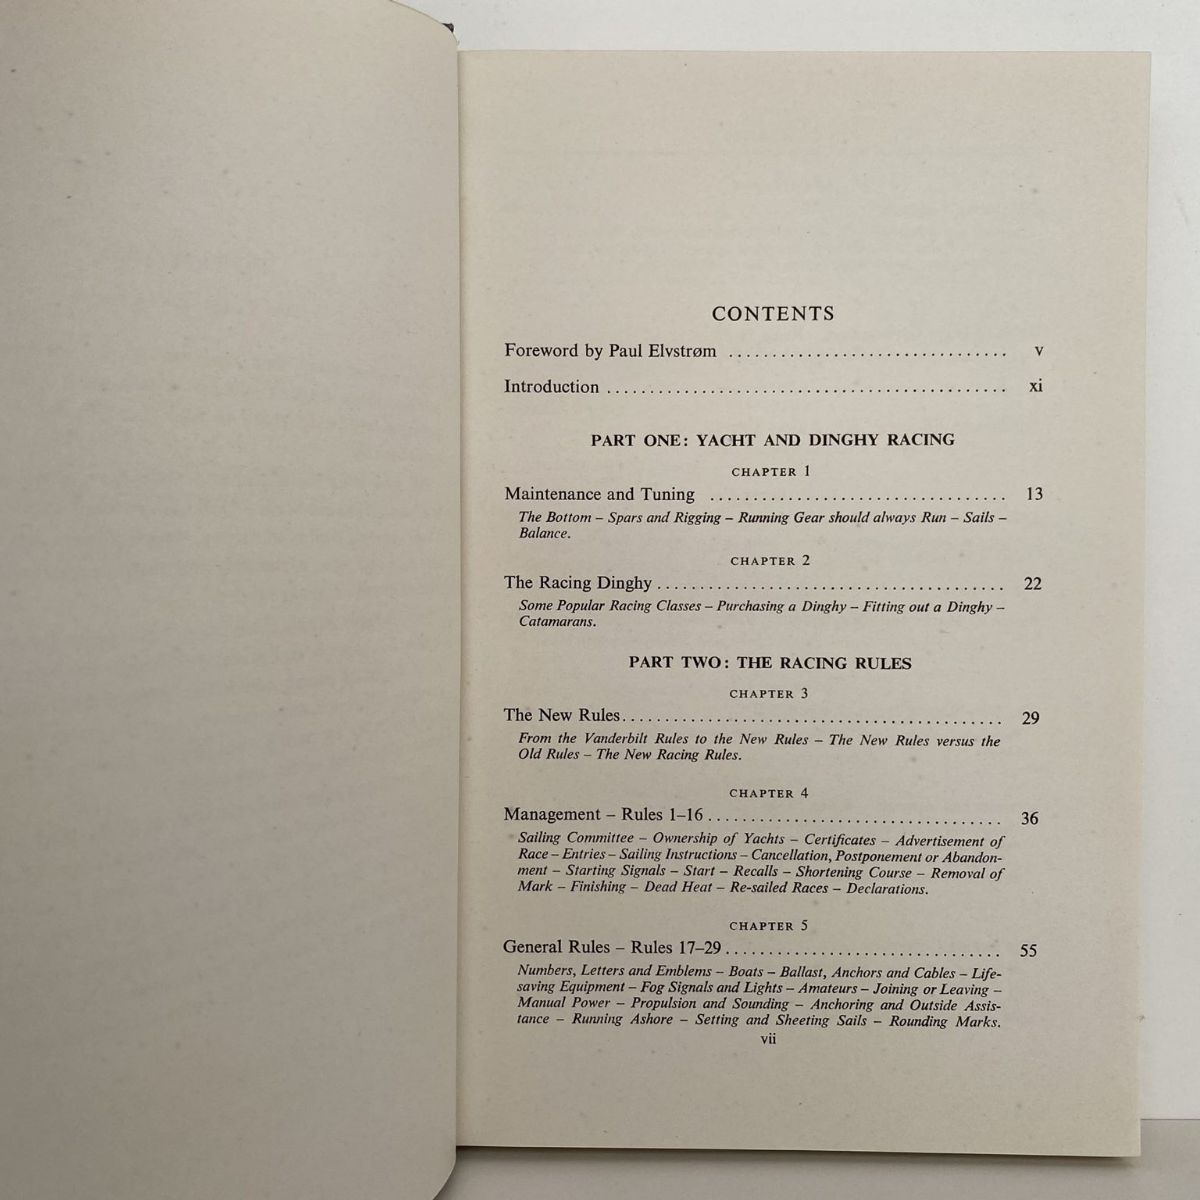 CONTENTS
Foreword by Paul Elvstrøm ................................ v
Introduction .............................................. xi
PART ONE: YACHT AND DINGHY RACING
CHAPTER 1
Maintenance and Tuning .................................. 13
The Bottom – Spars and Rigging – Running Gear should always Run – Sails –
Balance.
CHAPTER 2
The Racing Dinghy ........................................ 22
Some Popular Racing Classes – Purchasing a Dinghy – Fitting out a Dinghy –
Catamarans.
PART TWO: THE RACING RULES
CHAPTER 3
The New Rules............................................ 29
From the Vanderbilt Rules to the New Rules – The New Rules versus the
Old Rules – The New Racing Rules.
CHAPTER 4
Management – Rules 1–16 .................................. 36
Sailing Committee – Ownership of Yachts – Certificates – Advertisement of
Race – Entries – Sailing Instructions – Cancellation, Postponement or Abandon-
ment – Starting Signals – Start – Recalls – Shortening Course – Removal of
Mark – Finishing – Dead Heat – Re-sailed Races – Declarations.
CHAPTER 5
General Rules – Rules 17–29 ................................ 55
Numbers, Letters and Emblems – Boats – Ballast, Anchors and Cables – Life-
saving Equipment – Fog Signals and Lights – Amateurs – Joining or Leaving –
Manual Power – Propulsion and Sounding – Anchoring and Outside Assis-
tance – Running Ashore – Setting and Sheeting Sails – Rounding Marks.
vii